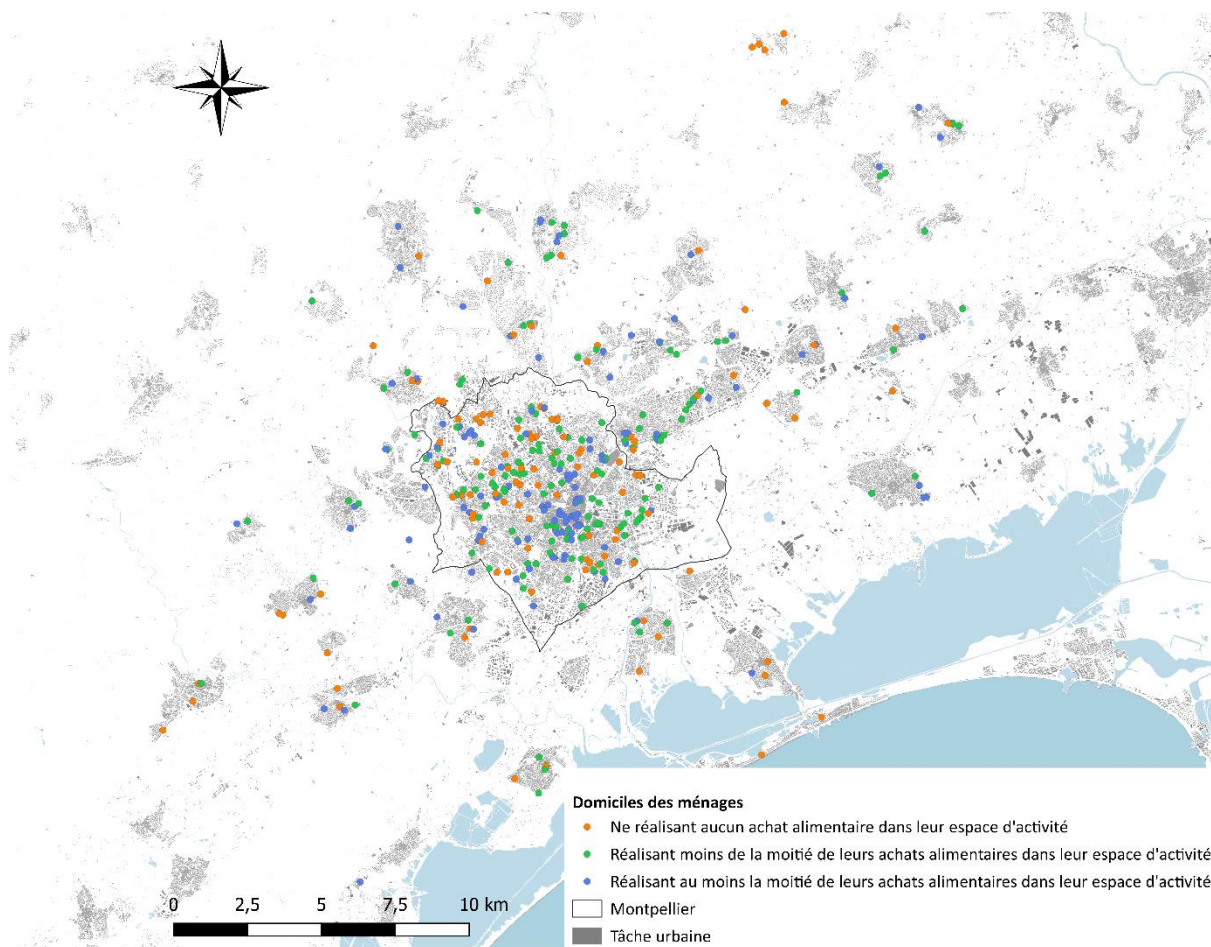 Domiciles des ménages
Ne réalisant aucun achat alimentaire dans leur espace d'activité
Réalisant moins de la moitié de leurs achats alimentaires dans leur espace d'activité
Réalisant au moins la moitié de leurs achats alimentaires dans leur espace d'activité
Montpellier
Tâche urbaine
0 2,5 5 7,5 10 km